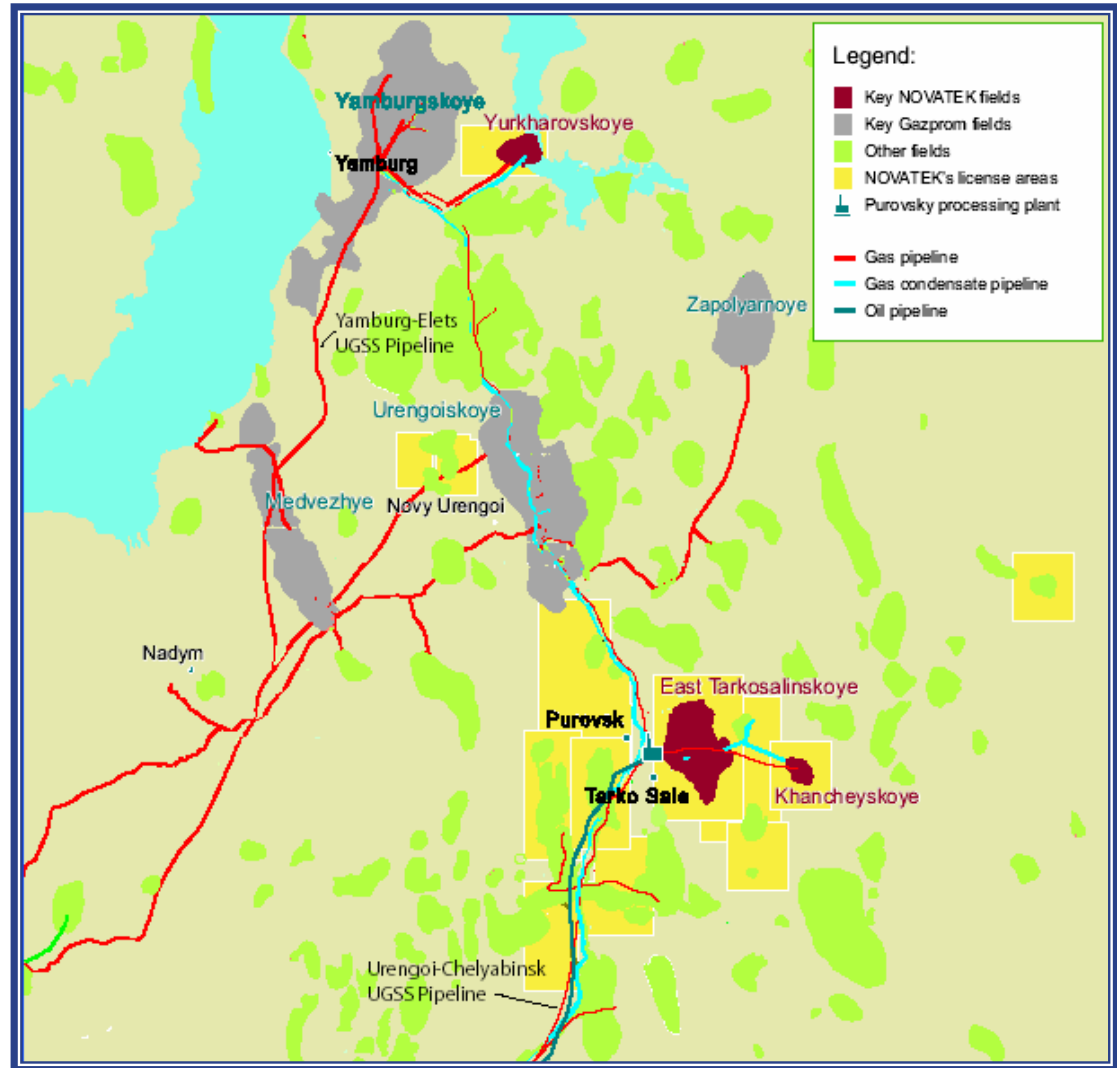 Legend:
Key NOVATEK fields
Key Gazprom fields
Other fields
NOVATEK's license areas
Purovsky processing plant
Gas pipeline
Gas condensate pipeline
Oil pipeline
Yamburgskoye
Yurkharovskoye
Yamburg
Zapolyarnoye
Yamburg-Elets
UGSS Pipeline
Urengoiskoye
Medvezhye
Novy Urengoi
Nadym
East Tarkosalinskoye
Purovsk
Tarko Sale
Khancheyskoye
Urengoi-Chelyabinsk
UGSS Pipeline